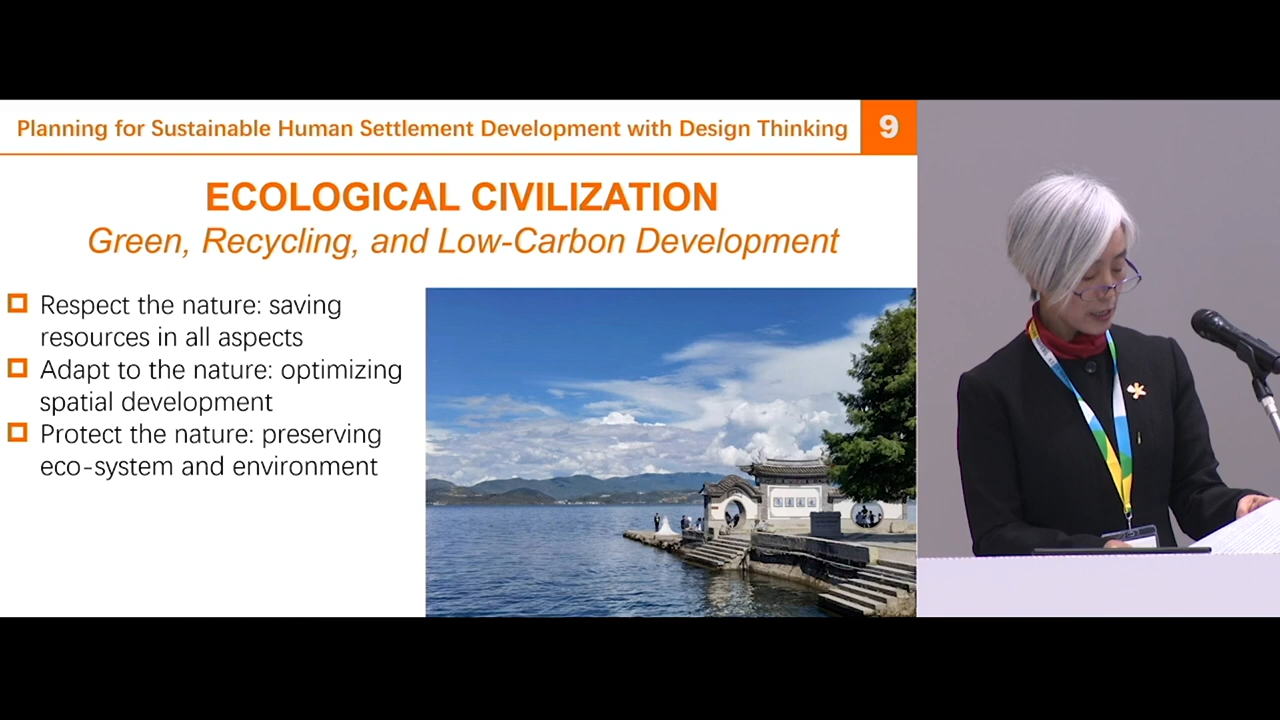 Planning for Sustainable Human Settlement Development with Design Thinking
9
ECOLOGICAL CIVILIZATION
Green, Recycling, and Low-Carbon Development
Respect the nature: saving
resources in all aspects
Adapt to the nature: optimizing
spatial development
Protect the nature: preserving
eco-system and environment